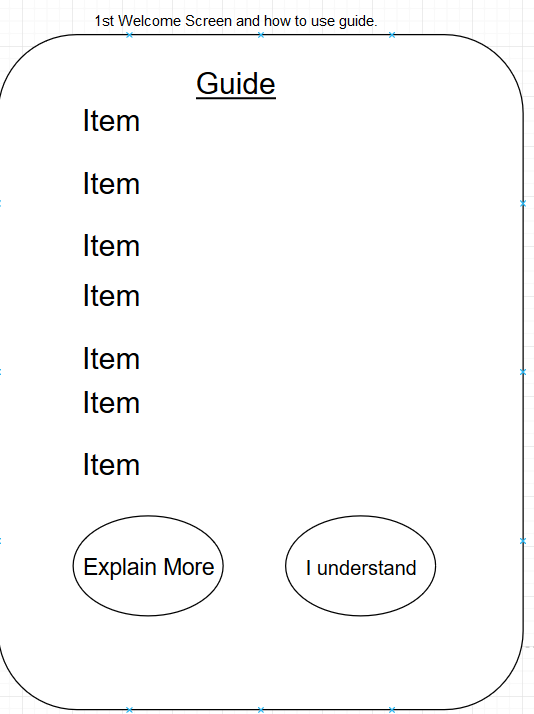 1st Welcome Screen and how to use guide.
Guide
Item
Item
Item
Item
Item
Item
Item
Explain More
I understand